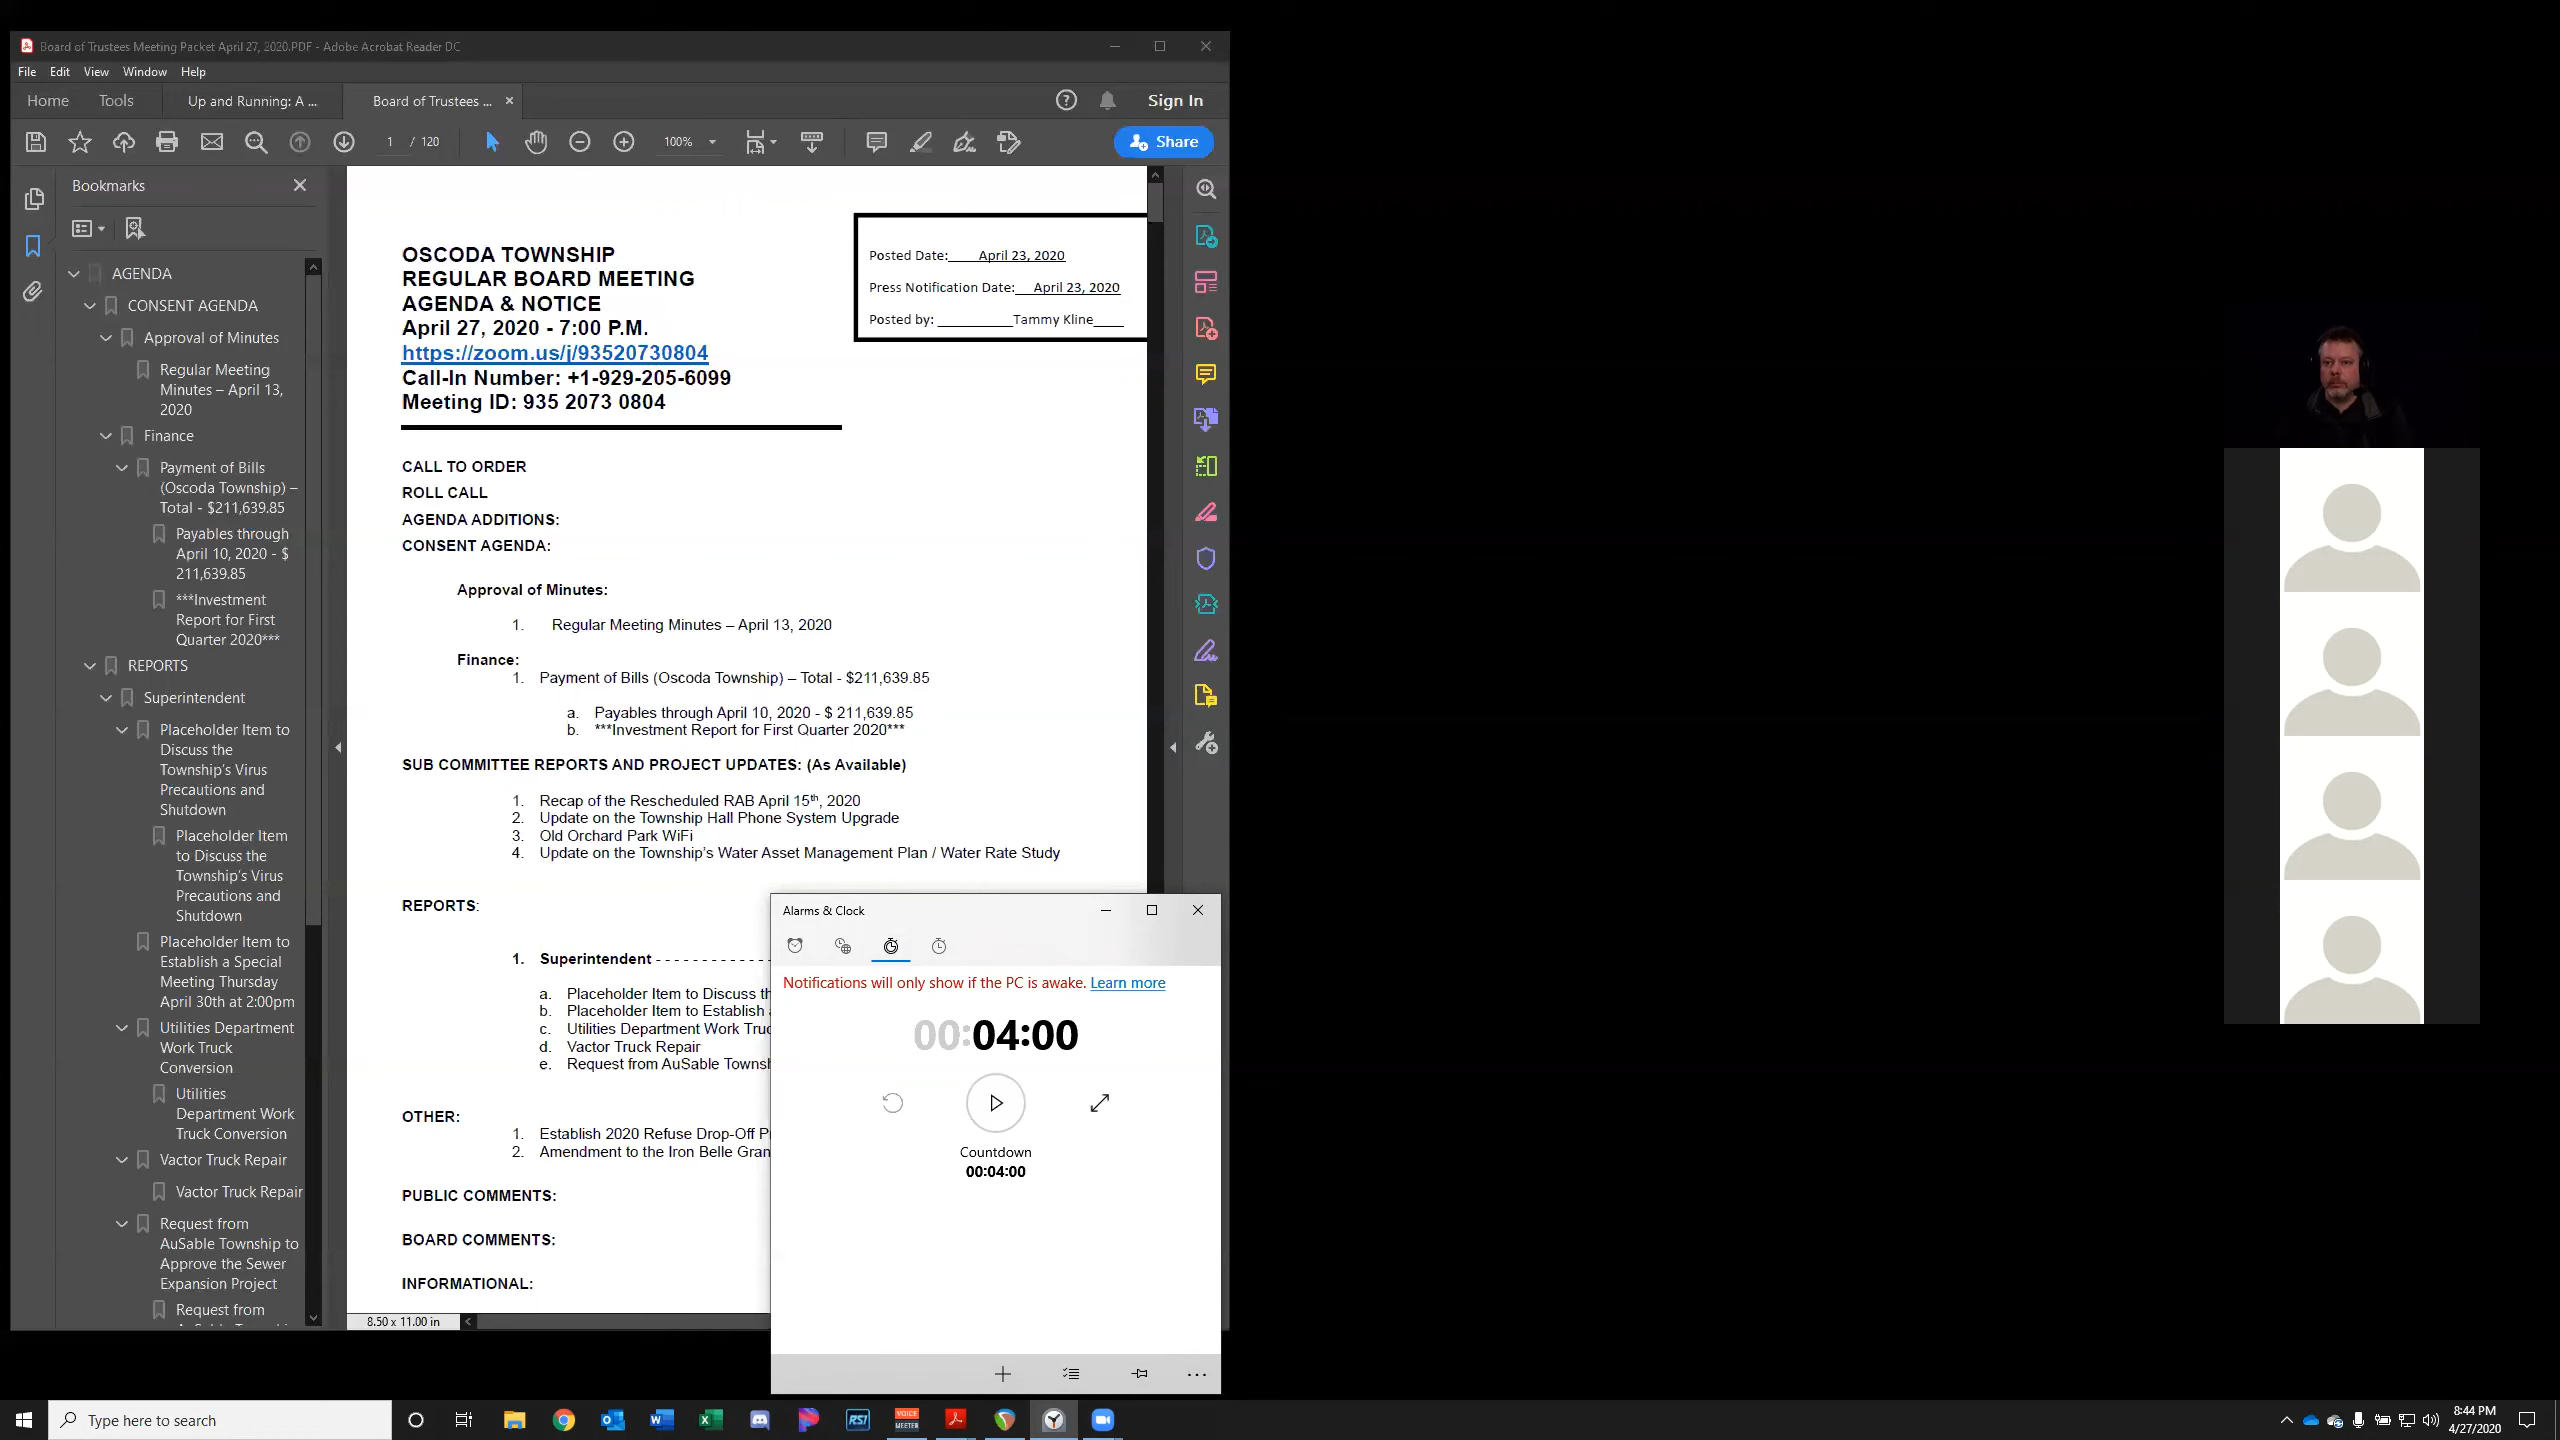 Board of Trustees Meeting Packet April 27, 2020.PDF - Adobe Acrobat Reader DC
File Edit View Window Help
Home Tools Up and Running: A ... Board of Trustees ... Sign In
1 / 120 100% Share
Bookmarks
AGENDA
CONSENT AGENDA
Approval of Minutes
Regular Meeting
Minutes – April 13,
2020
Finance
Payment of Bills
(Oscoda Township) –
Total - $211,639.85
Payables through
April 10, 2020 - $
211,639.85
***Investment
Report for First
Quarter 2020***
REPORTS
Superintendent
Placeholder Item to
Discuss the
Township's Virus
Precautions and
Shutdown
Placeholder Item
to Discuss the
Township's Virus
Precautions and
Shutdown
Placeholder Item to
Establish a Special
Meeting Thursday
April 30th at 2:00pm
Utilities Department
Work Truck
Conversion
Utilities
Department Work
Truck Conversion
Vactor Truck Repair
Vactor Truck Repair
Request from
AuSable Township to
Approve the Sewer
Expansion Project
Request from
OSCODA TOWNSHIP
REGULAR BOARD MEETING
AGENDA & NOTICE
April 27, 2020 - 7:00 P.M.
https://zoom.us/j/93520730804
Call-In Number: +1-929-205-6099
Meeting ID: 935 2073 0804
Posted Date: April 23, 2020
Press Notification Date: April 23, 2020
Posted by: Tammy Kline
CALL TO ORDER
ROLL CALL
AGENDA ADDITIONS:
CONSENT AGENDA:
Approval of Minutes:
1. Regular Meeting Minutes – April 13, 2020
Finance:
1. Payment of Bills (Oscoda Township) – Total - $211,639.85
a. Payables through April 10, 2020 - $ 211,639.85
b. ***Investment Report for First Quarter 2020***
SUB COMMITTEE REPORTS AND PROJECT UPDATES: (As Available)
1. Recap of the Rescheduled RAB April 15th, 2020
2. Update on the Township Hall Phone System Upgrade
3. Old Orchard Park WiFi
4. Update on the Township's Water Asset Management Plan / Water Rate Study
REPORTS:
1. Superintendent - - - - - - - - - - -
a. Placeholder Item to Discuss th
b. Placeholder Item to Establish
c. Utilities Department Work Truc
d. Vactor Truck Repair
e. Request from AuSable Townsh
OTHER:
1. Establish 2020 Refuse Drop-Off P
2. Amendment to the Iron Belle Gran
PUBLIC COMMENTS:
BOARD COMMENTS:
INFORMATIONAL:
8.50 x 11.00 in
Alarms & Clock
Notifications will only show if the PC is awake. Learn more
00:04:00
Countdown
00:04:00
Type here to search
RSI
VOICE
MEETER
8:44 PM
4/27/2020